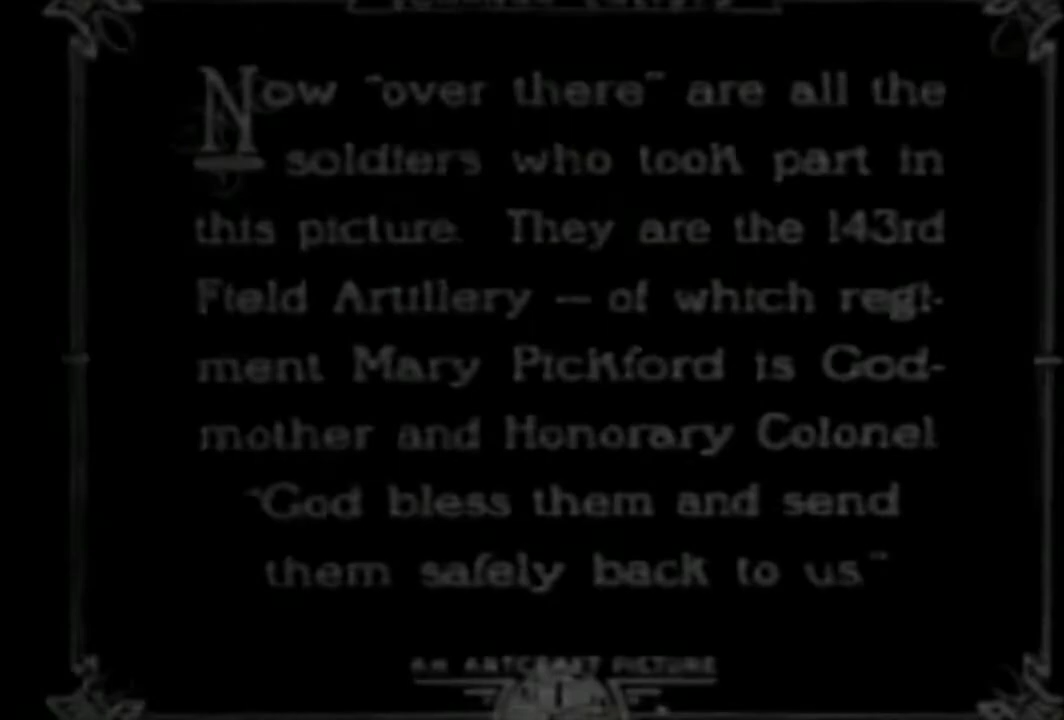 Now "over there" are all the
soldiers who took part in
this picture. They are the 143rd
Field Artillery — of which regi-
ment Mary Pickford is God-
mother and Honorary Colonel
"God bless them and send
them safely back to us"
AN ARTCRAFT PICTURE